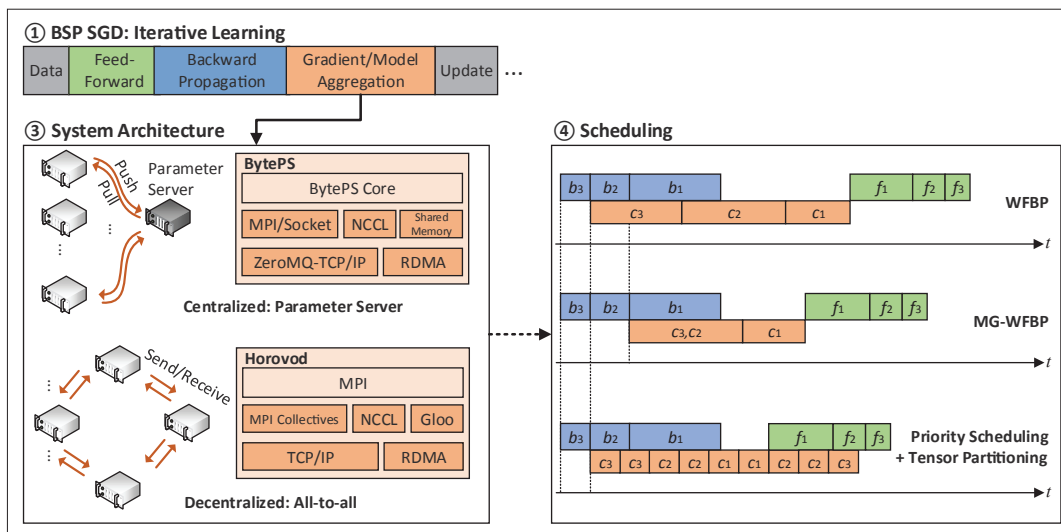 ① BSP SGD: Iterative Learning
Data
Feed-
Forward
Backward
Propagation
Gradient/Model
Aggregation
Update
...
③ System Architecture
Push
Pull
Parameter
Server
...
...
BytePS
BytePS Core
MPI/Socket
NCCL
Shared
Memory
ZeroMQ-TCP/IP
RDMA
Centralized: Parameter Server
Send/Receive
...
...
Horovod
MPI
MPI Collectives
NCCL
Gloo
TCP/IP
RDMA
Decentralized: All-to-all
④ Scheduling
b3 b2 b1 f1 f2 f3
c3 c2 c1
WFBP
t
b3 b2 b1 f1 f2 f3
c3,c2 c1
MG-WFBP
t
b3 b2 b1 f1 f2 f3
c3 c3 c2 c2 c1 c1 c2 c2 c3
Priority Scheduling
+ Tensor Partitioning
t